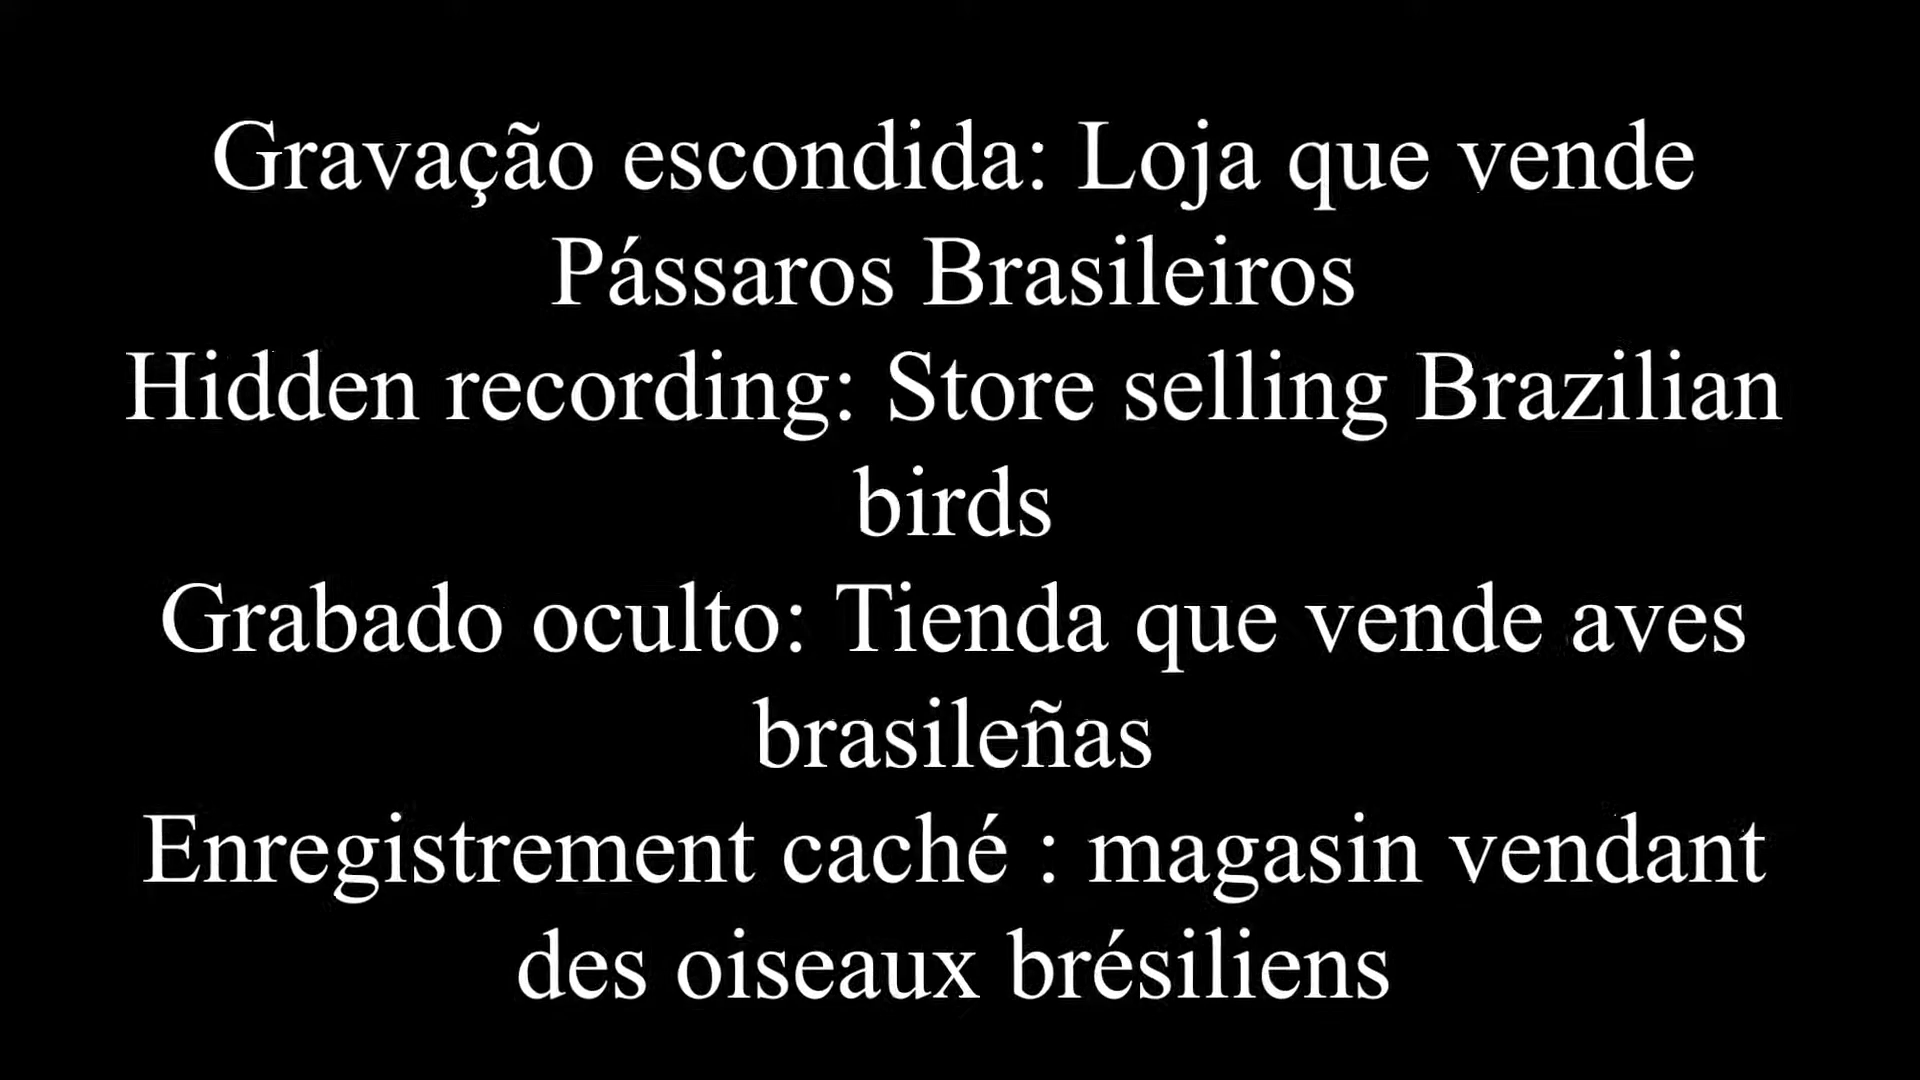 Gravação escondida: Loja que vende
Pássaros Brasileiros
Hidden recording: Store selling Brazilian
birds
Grabado oculto: Tienda que vende aves
brasileñas
Enregistrement caché : magasin vendant
des oiseaux brésiliens